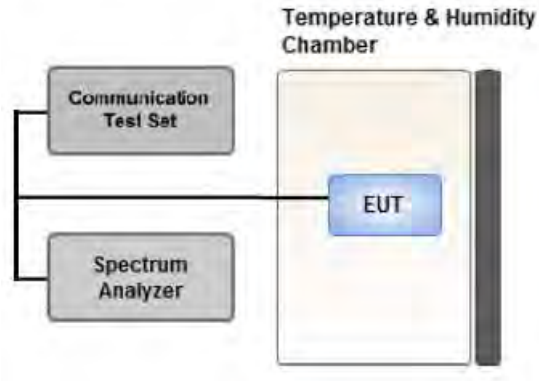 Temperature & Humidity
Chamber
Communication
Test Set
EUT
Spectrum
Analyzer